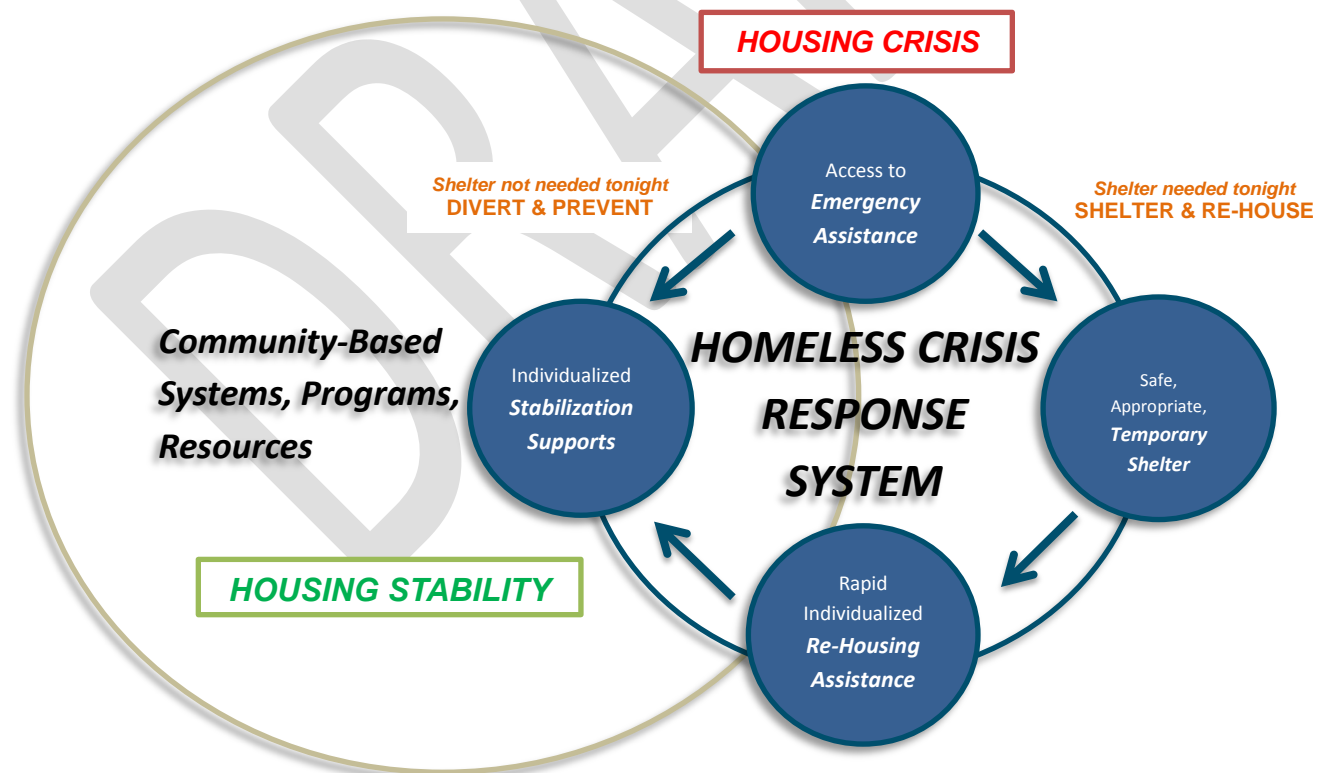 HOUSING CRISIS
Access to
Emergency
Assistance
Shelter not needed tonight
DIVERT & PREVENT
Shelter needed tonight
SHELTER & RE-HOUSE
Community-Based
Systems, Programs,
Resources
Individualized
Stabilization
Supports
HOMELESS CRISIS
RESPONSE
SYSTEM
Safe,
Appropriate,
Temporary
Shelter
HOUSING STABILITY
Rapid
Individualized
Re-Housing
Assistance